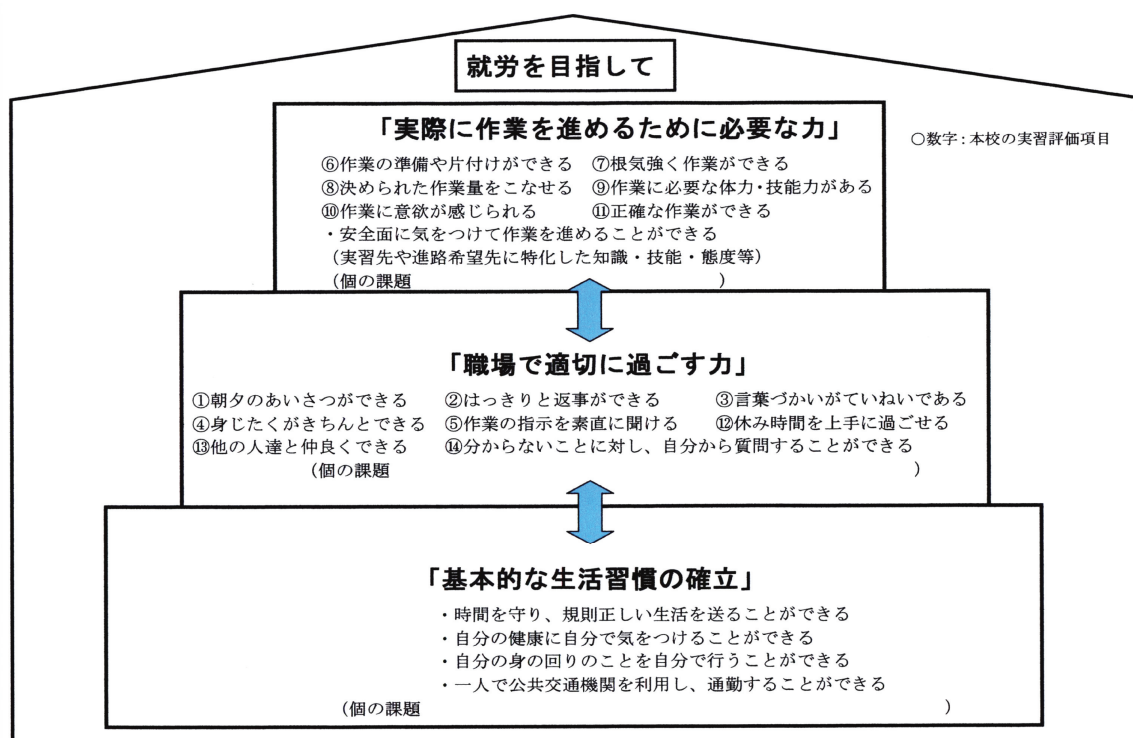 就労を目指して
「実際に作業を進めるために必要な力」
○数字:本校の実習評価項目
⑥作業の準備や片付けができる ⑦根気強く作業ができる
⑧決められた作業量をこなせる ⑨作業に必要な体力・技能力がある
⑩作業に意欲が感じられる ⑪正確な作業ができる
・安全面に気をつけて作業を進めることができる
(実習先や進路希望先に特化した知識・技能・態度等)
(個の課題 )
「職場で適切に過ごす力」
①朝夕のあいさつができる ②はっきりと返事ができる ③言葉づかいがていねいである
④身じたくがきちんとできる ⑤作業の指示を素直に聞ける ⑫休み時間を上手に過ごせる
⑬他の人達と仲良くできる ⑭分からないことに対し、自分から質問することができる
(個の課題 )
「基本的な生活習慣の確立」
・時間を守り、規則正しい生活を送ることができる
・自分の健康に自分で気をつけることができる
・自分の身の回りのことを自分で行うことができる
・一人で公共交通機関を利用し、通勤することができる
(個の課題 )